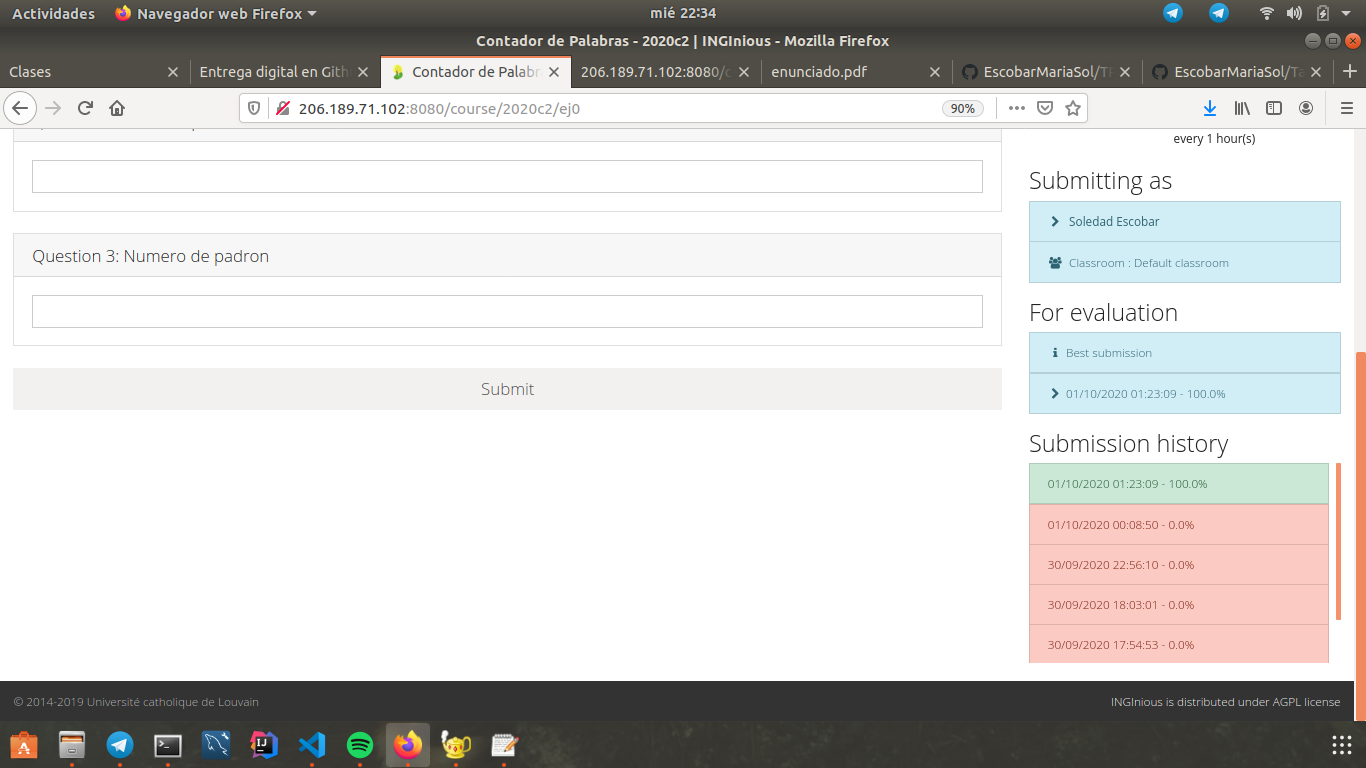 Actividades
Navegador web Firefox
mié 22:34
Contador de Palabras - 2020c2 | INGInious - Mozilla Firefox
Clases
Entrega digital en Gith
Contador de Palabra
206.189.71.102:8080/c
enunciado.pdf
EscobarMariaSol/TP
EscobarMariaSol/Ta
206.189.71.102:8080/course/2020c2/ej0
90%
every 1 hour(s)
Submitting as
Soledad Escobar
Classroom : Default classroom
Question 3: Numero de padron
For evaluation
Best submission
01/10/2020 01:23:09 - 100.0%
Submit
Submission history
01/10/2020 01:23:09 - 100.0%
01/10/2020 00:08:50 - 0.0%
30/09/2020 22:56:10 - 0.0%
30/09/2020 18:03:01 - 0.0%
30/09/2020 17:54:53 - 0.0%
© 2014-2019 Université catholique de Louvain
INGInious is distributed under AGPL license